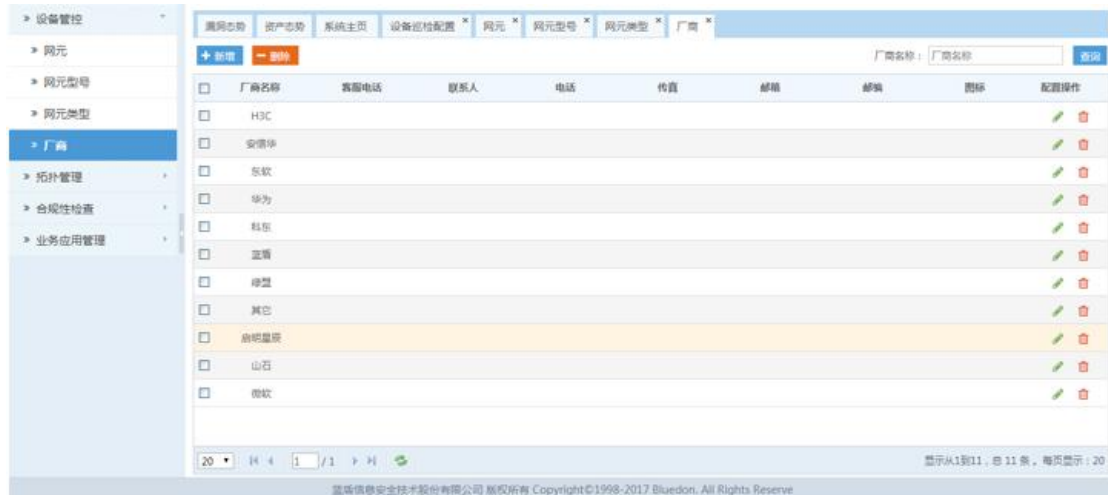 » 设备管控
» 网元
» 网元型号
» 网元类型
» 厂商
» 拓扑管理
» 合规性检查
» 业务应用管理
漏洞态势 资产态势 系统主页 设备巡检配置 × 网元 × 网元型号 × 网元类型 × 厂商 ×
+ 新增 − 删除 厂商名称： 厂商名称 查询
厂商名称 客服电话 联系人 电话 传真 邮箱 邮编 图标 配置操作
H3C
安信华
东软
华为
科东
蓝盾
绿盟
其它
启明星辰
山石
微软
20 1 / 1 显示从1到11，总 11 条。每页显示：20
蓝盾信息安全技术股份有限公司 版权所有 Copyright©1998-2017 Bluedon. All Rights Reserve